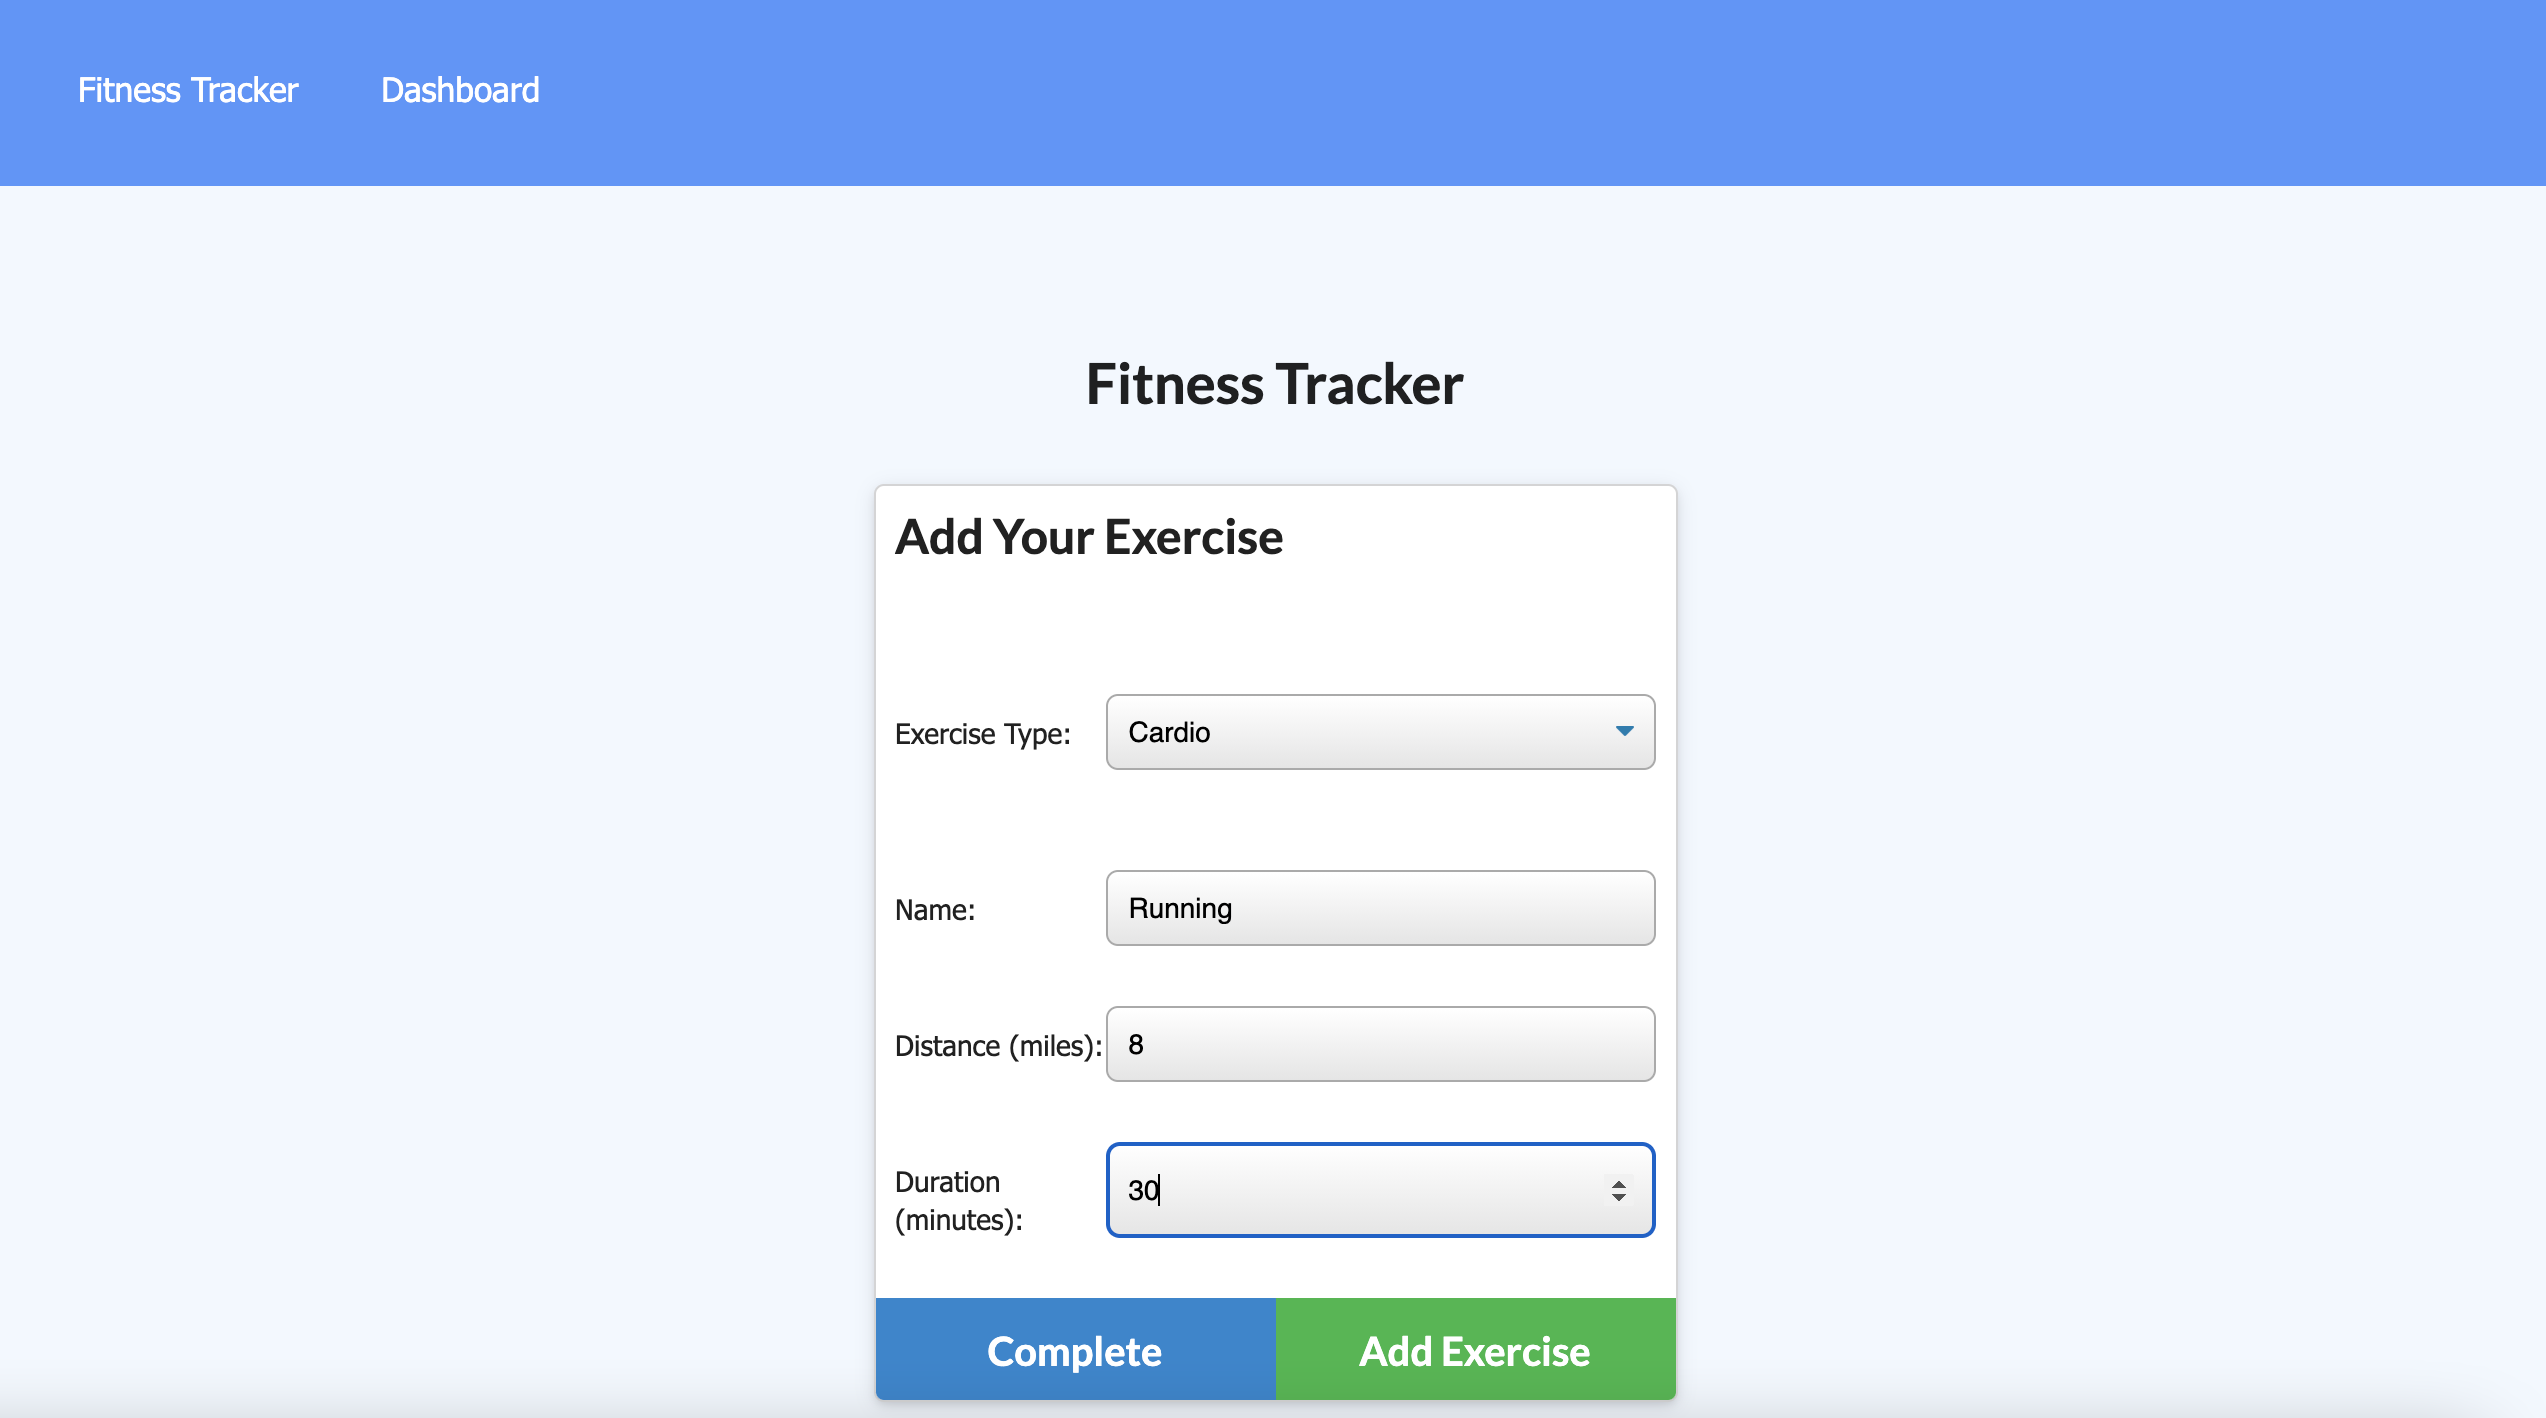 Fitness Tracker Dashboard
Fitness Tracker
Add Your Exercise
Exercise Type: Cardio
Name: Running
Distance (miles): 8
Duration
(minutes): 30
Complete Add Exercise